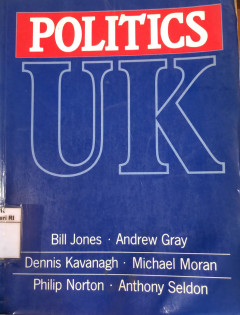 POLITICS
UK
Bill Jones · Andrew Gray
Dennis Kavanagh · Michael Moran
Philip Norton · Anthony Seldon